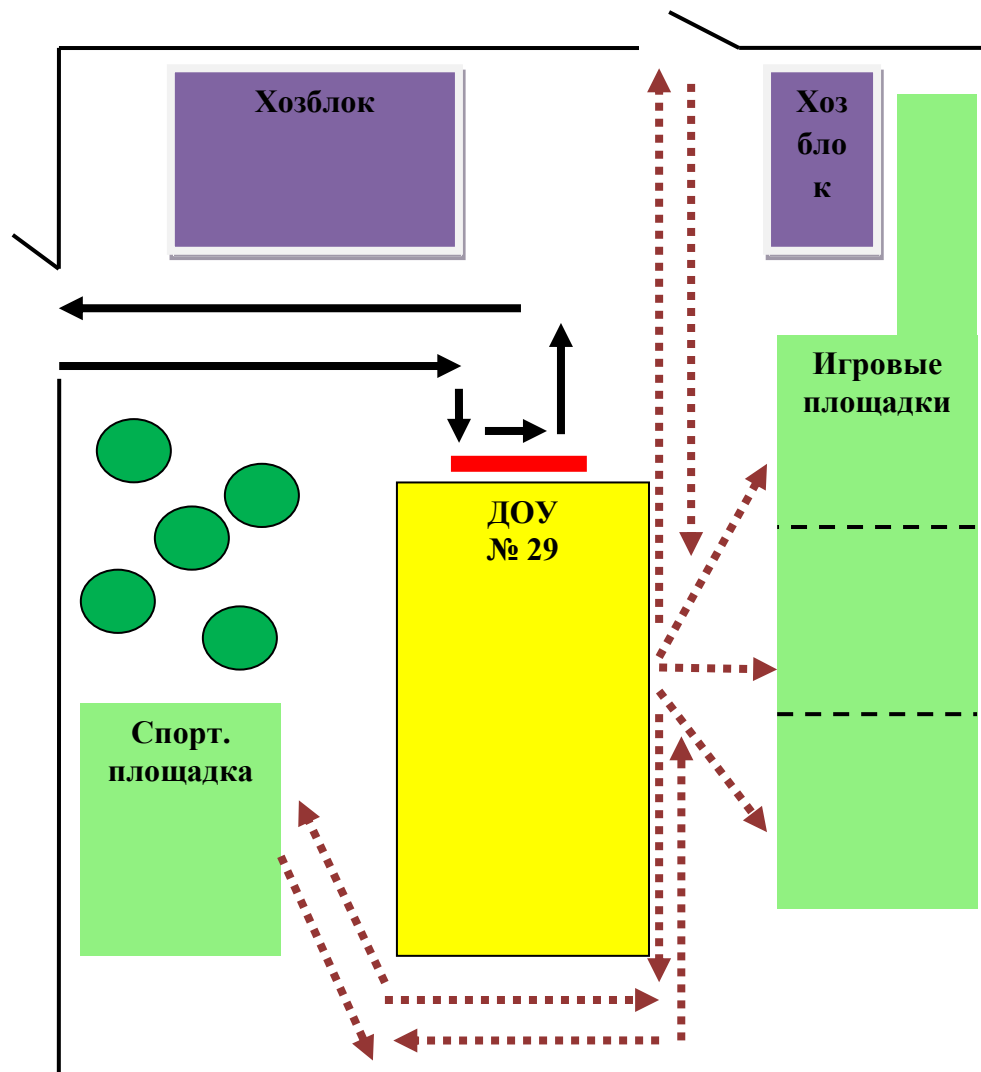 Хозблок
Хоз
бло
к
Игровые
площадки
ДОУ
№ 29
Спорт.
площадка